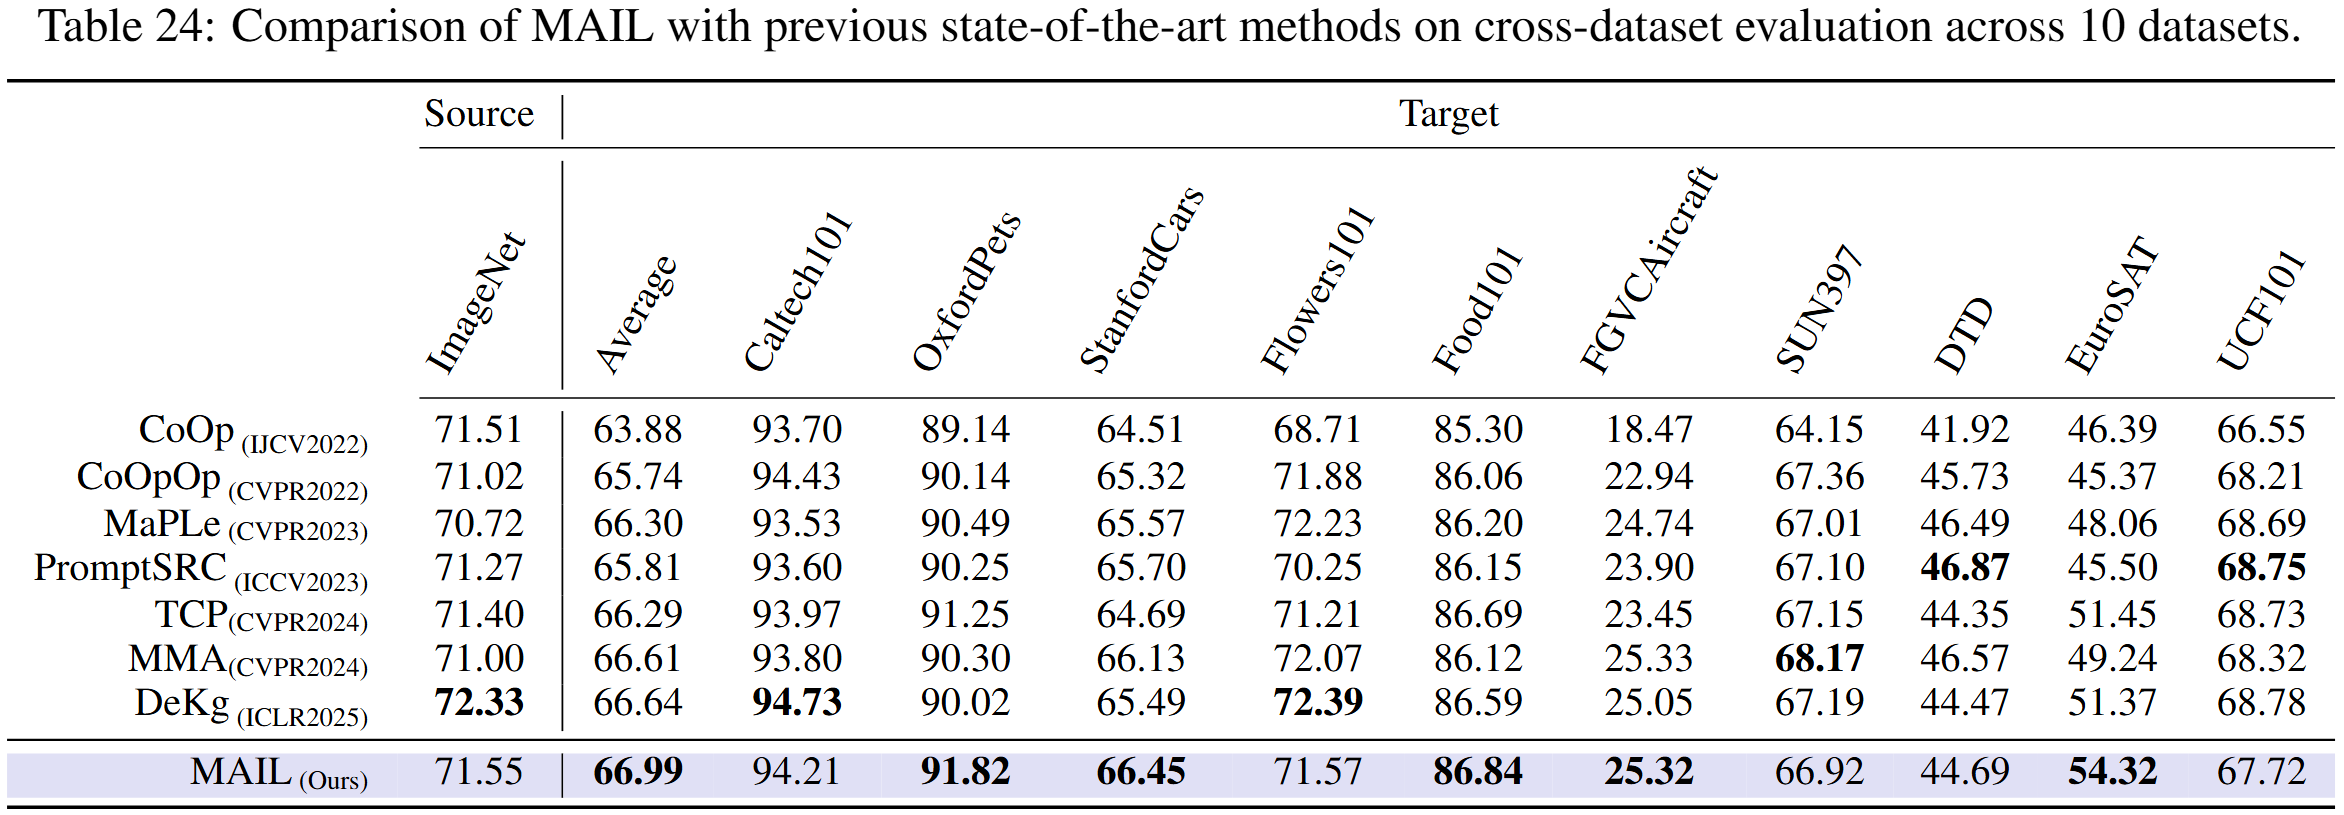 Table 24: Comparison of MAIL with previous state-of-the-art methods on cross-dataset evaluation across 10 datasets.
Source Target
ImageNet Average Caltech101 OxfordPets StanfordCars Flowers101 Food101 FGVCAircraft SUN397 DTD EuroSAT UCF101
CoOp (IJCV2022) 71.51 63.88 93.70 89.14 64.51 68.71 85.30 18.47 64.15 41.92 46.39 66.55
CoOpOp (CVPR2022) 71.02 65.74 94.43 90.14 65.32 71.88 86.06 22.94 67.36 45.73 45.37 68.21
MaPLe (CVPR2023) 70.72 66.30 93.53 90.49 65.57 72.23 86.20 24.74 67.01 46.49 48.06 68.69
PromptSRC (ICCV2023) 71.27 65.81 93.60 90.25 65.70 70.25 86.15 23.90 67.10 46.87 45.50 68.75
TCP(CVPR2024) 71.40 66.29 93.97 91.25 64.69 71.21 86.69 23.45 67.15 44.35 51.45 68.73
MMA(CVPR2024) 71.00 66.61 93.80 90.30 66.13 72.07 86.12 25.33 68.17 46.57 49.24 68.32
DeKg (ICLR2025) 72.33 66.64 94.73 90.02 65.49 72.39 86.59 25.05 67.19 44.47 51.37 68.78
MAIL (Ours) 71.55 66.99 94.21 91.82 66.45 71.57 86.84 25.32 66.92 44.69 54.32 67.72